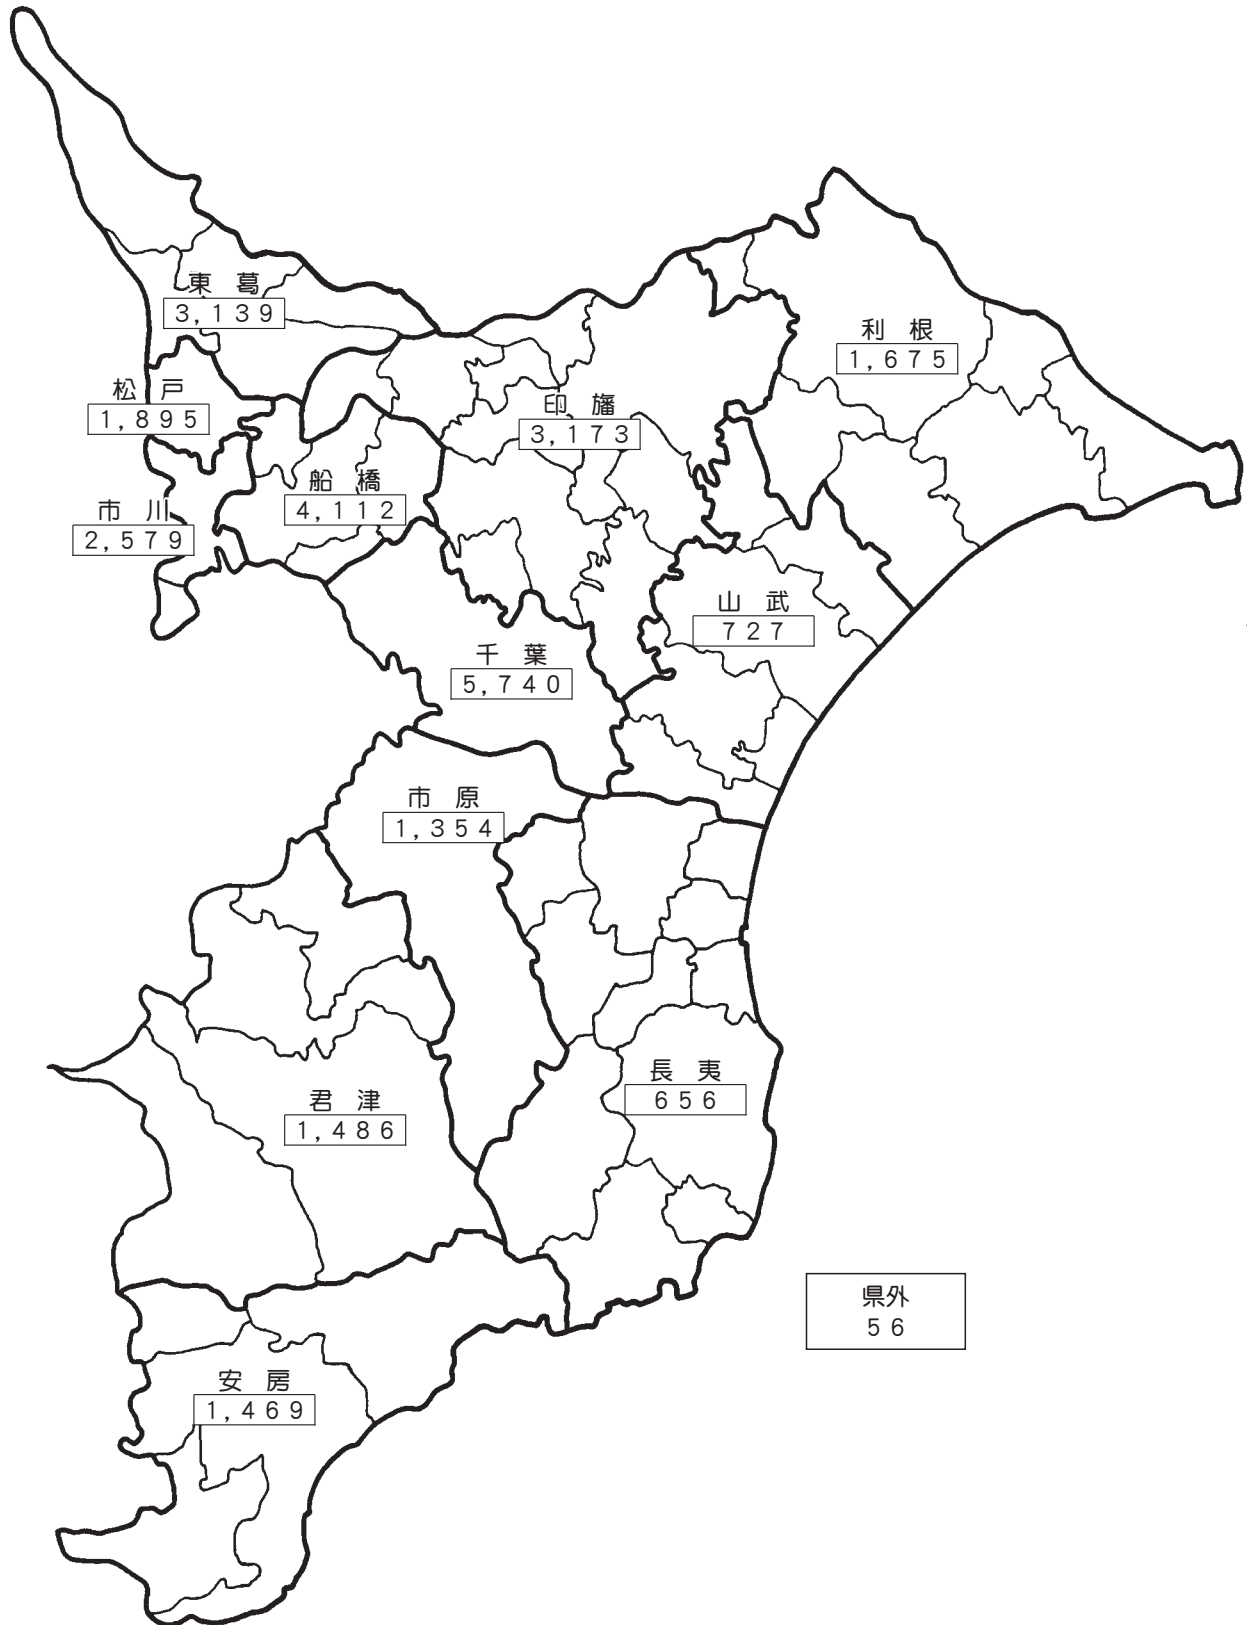 東葛
3,139
利根
1,675
松戸
1,895
印旛
3,173
船橋
4,112
市川
2,579
山武
727
千葉
5,740
市原
1,354
長夷
656
君津
1,486
県外
56
安房
1,469